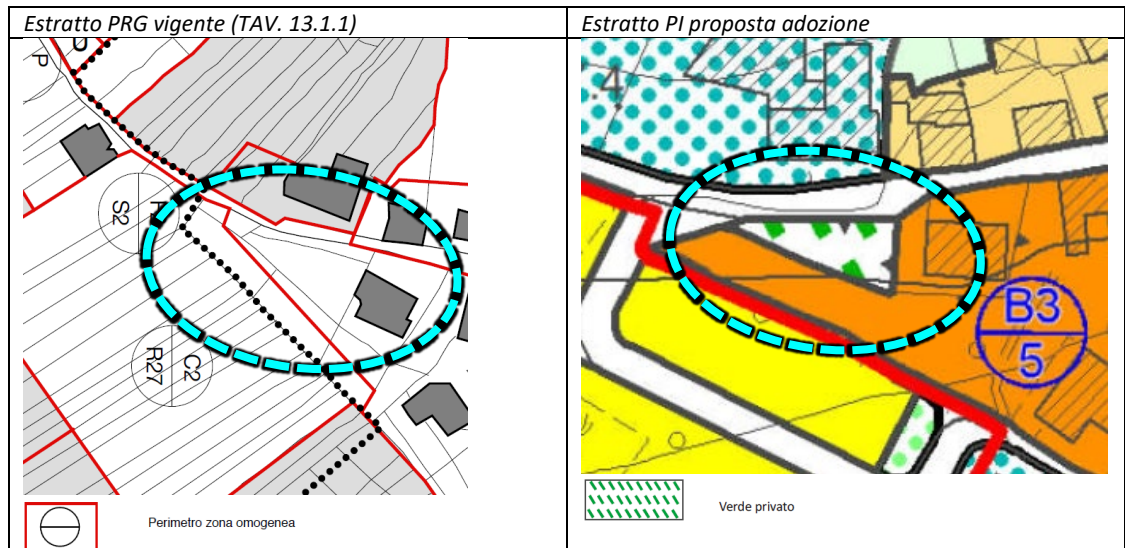 Estratto PRG vigente (TAV. 13.1.1)
Estratto PI proposta adozione
P
S2
C2
R27
.4
B3
5
Perimetro zona omogenea
Verde privato